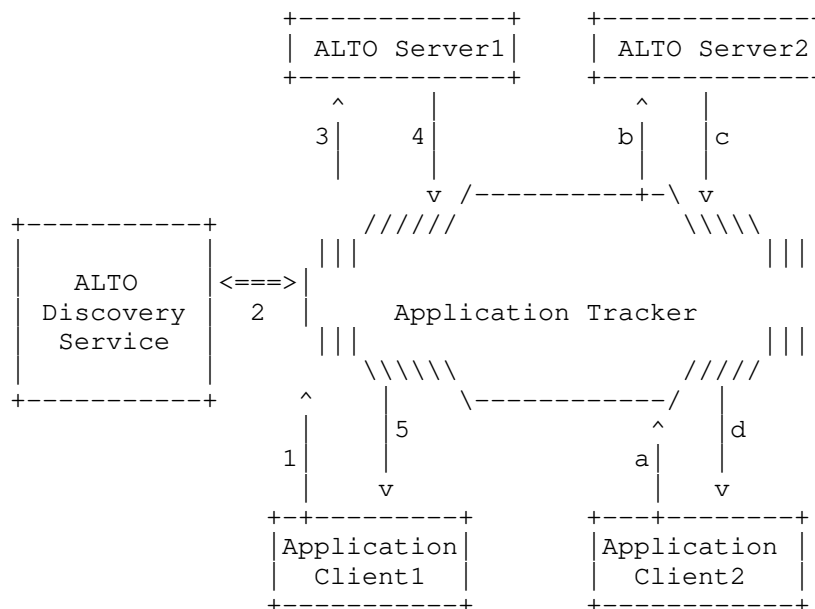 +-------------+    +-------------+
| ALTO Server1|    | ALTO Server2
+-------------+    +-------------+
^     |            ^   |
3|    4|           b|   |c
|     |            |   |
v /----------+-\ v
+-----------+         //////              \\\\\
|           |      |||                         |||
|   ALTO    |<===>|
| Discovery |  2  |     Application Tracker
|  Service  |      |||                         |||
|           |         \\\\\\              /////
+-----------+     ^    |    \------------/  |
|    |5               ^   |d
1|    |               a|   |
|    v                |   v
+-+---------+       +---+--------+
|Application|       |Application |
|  Client1  |       |  Client2   |
+-----------+       +------------+